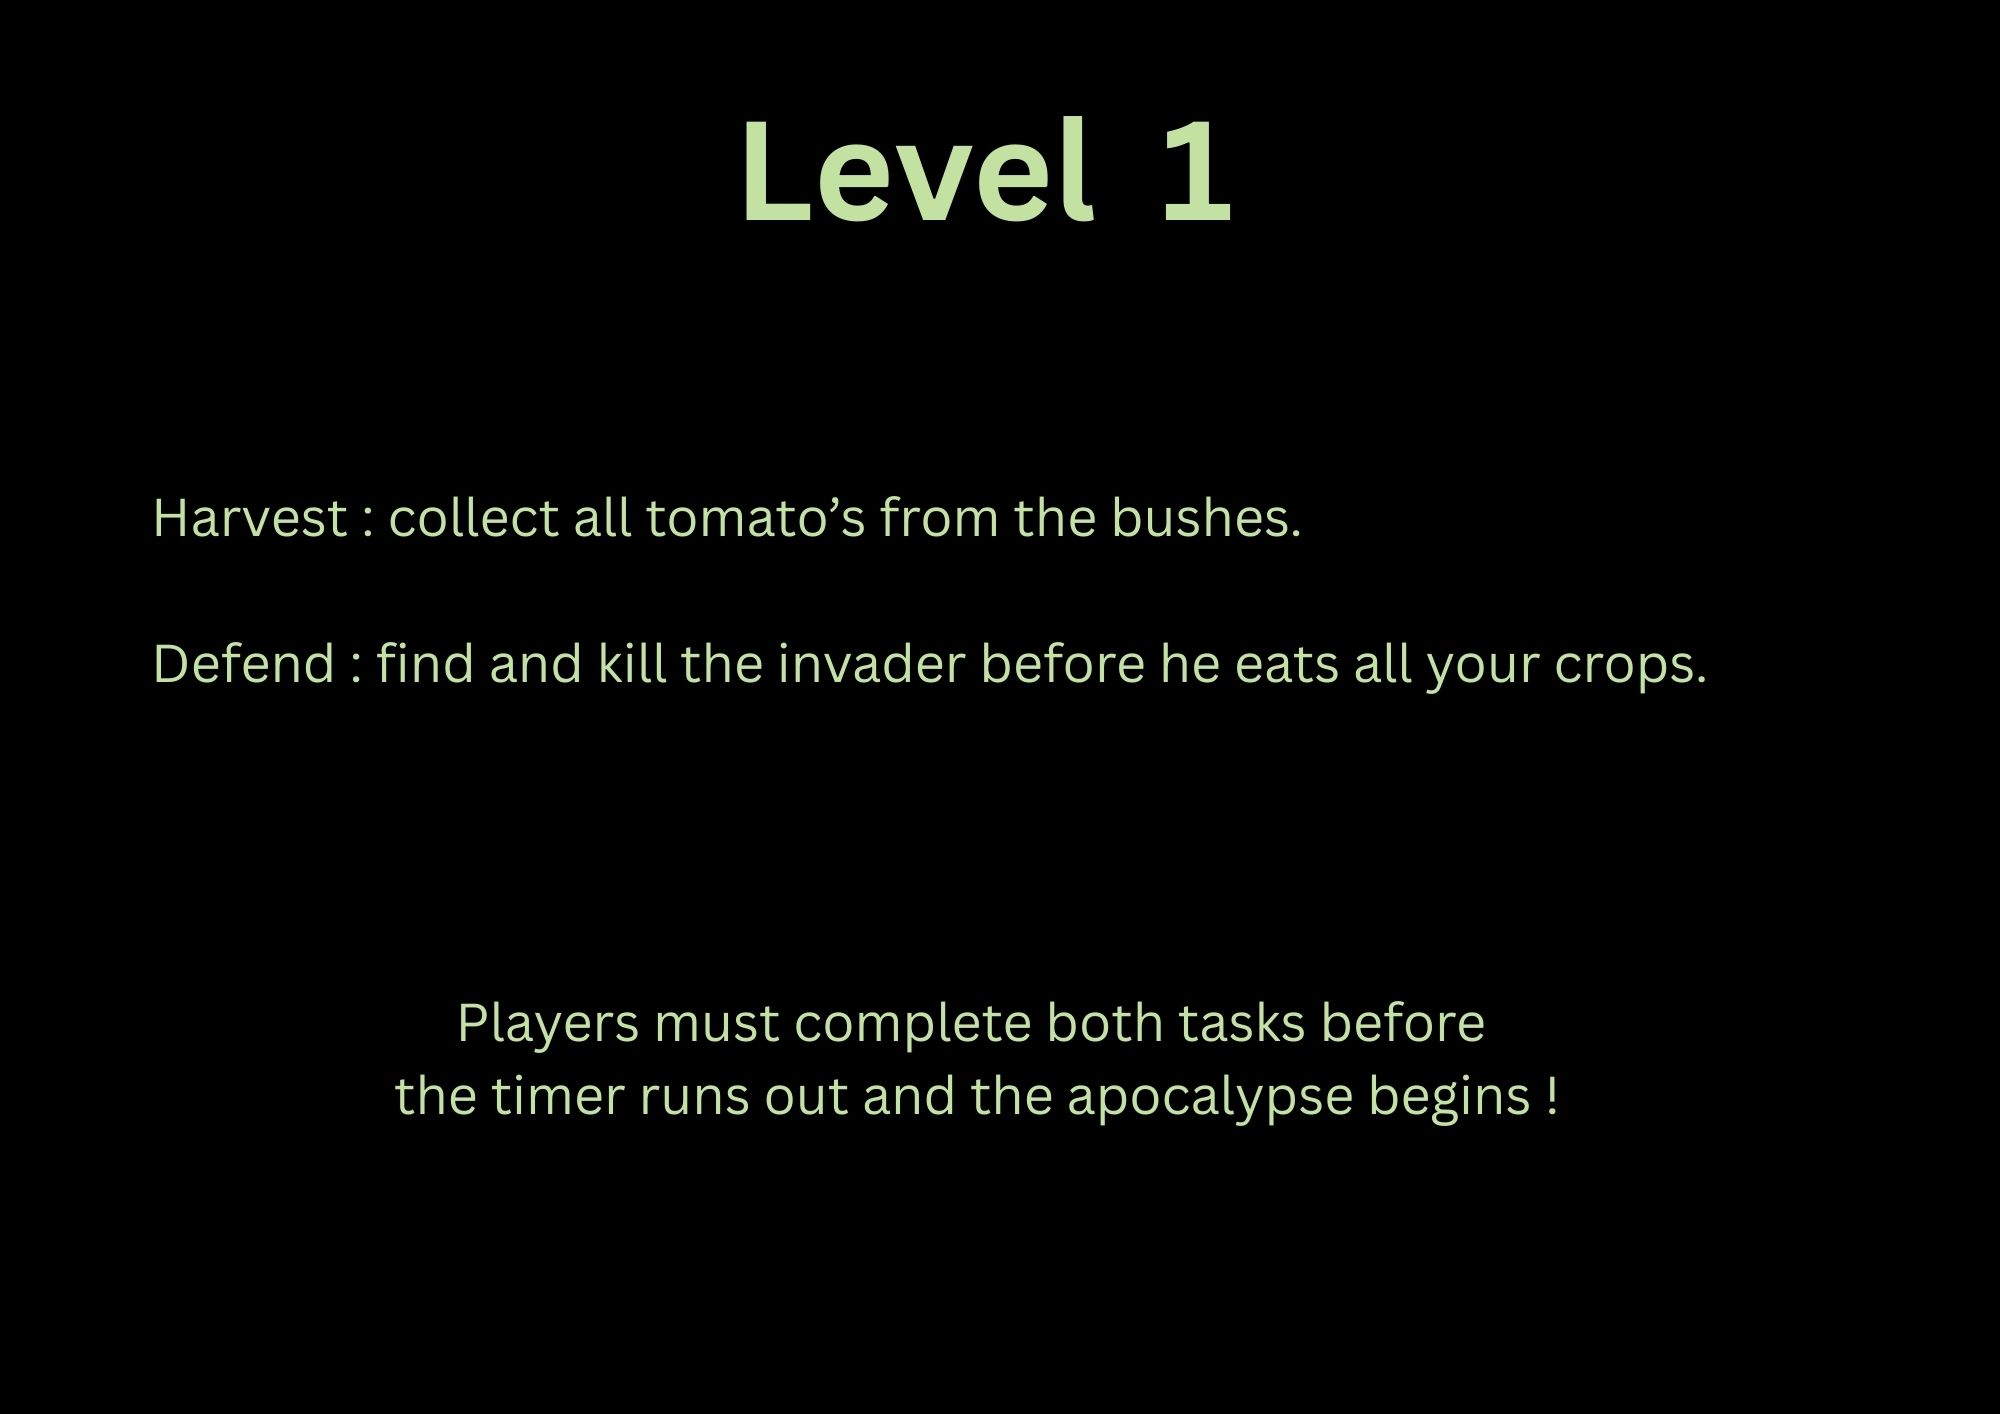 Level 1
Harvest : collect all tomato’s from the bushes.
Defend : find and kill the invader before he eats all your crops.
Players must complete both tasks before
the timer runs out and the apocalypse begins !